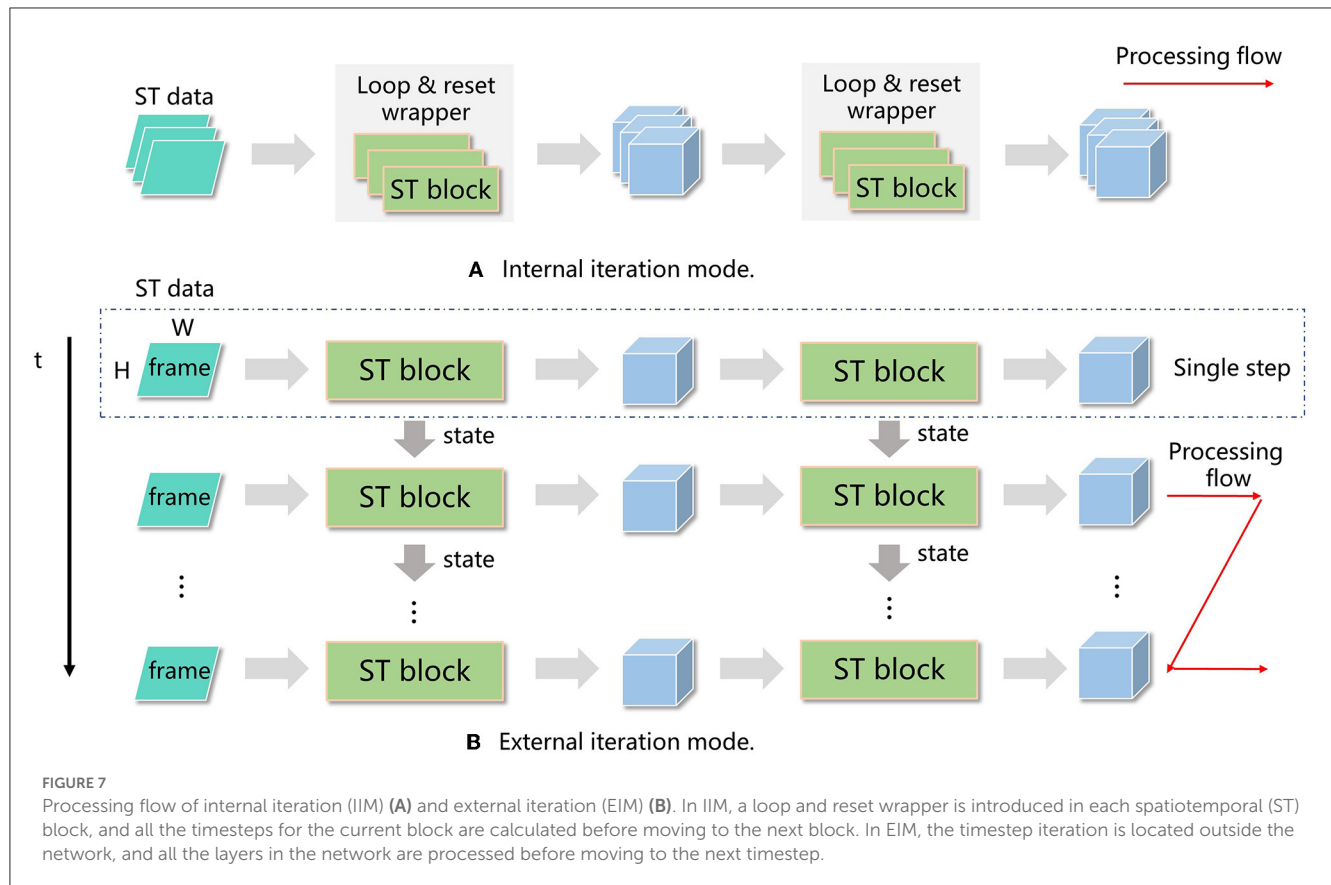 Processing flow
ST data
Loop & reset
wrapper
ST block
Loop & reset
wrapper
ST block
A Internal iteration mode.
ST data
t
W
H
frame
ST block
ST block
Single step
state
state
frame
ST block
ST block
Processing
flow
state
state
⋮
⋮
⋮
⋮
frame
ST block
ST block
B External iteration mode.
FIGURE 7
Processing flow of internal iteration (IIM) (A) and external iteration (EIM) (B). In IIM, a loop and reset wrapper is introduced in each spatiotemporal (ST)
block, and all the timesteps for the current block are calculated before moving to the next block. In EIM, the timestep iteration is located outside the
network, and all the layers in the network are processed before moving to the next timestep.